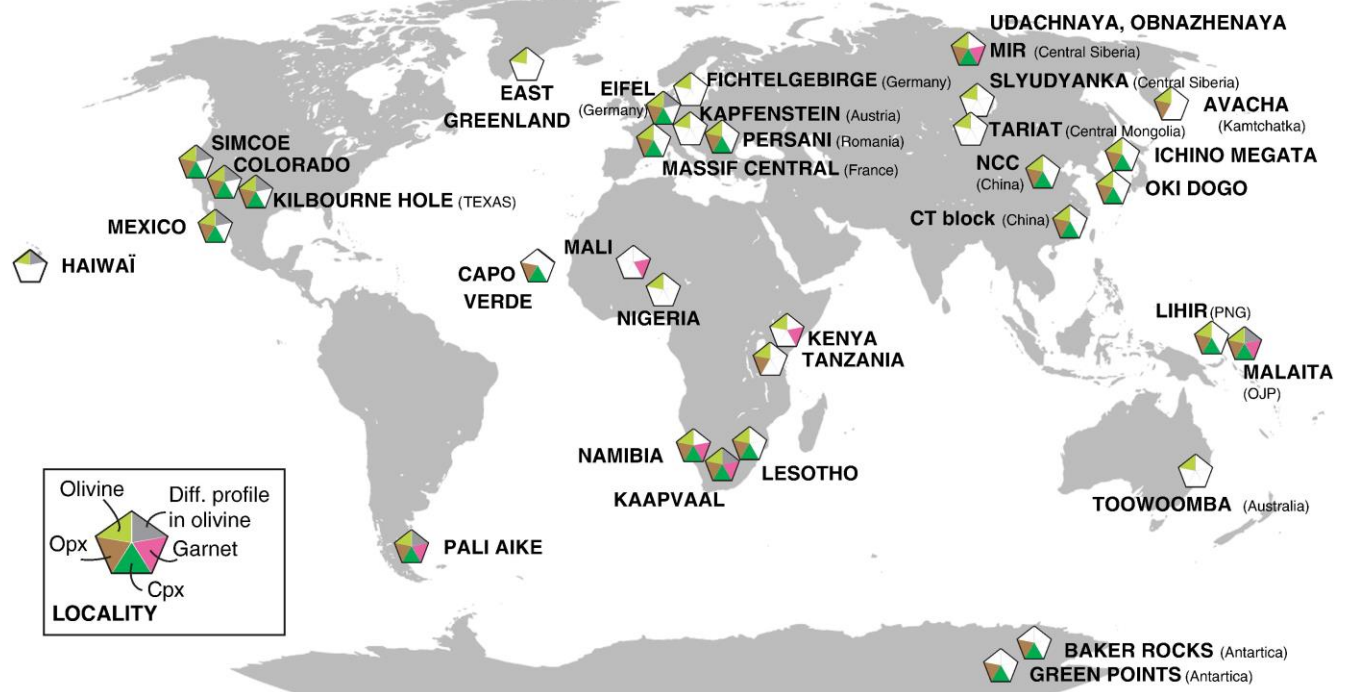 UDACHNAYA, OBNAZHENAYA
MIR (Central Siberia)
SLYUDYANKA (Central Siberia)
EAST
GREENLAND
EIFEL
(Germany)
FICHTELGEBIRGE (Germany)
KAPFENSTEIN (Austria)
PERSANI (Romania)
MASSIF CENTRAL (France)
AVACHA
(Kamtchatka)
TARIAT (Central Mongolia)
ICHINO MEGATA
NCC
(China)
OKI DOGO
CT block (China)
SIMCOE
COLORADO
KILBOURNE HOLE (TEXAS)
MEXICO
HAIWAÏ
CAPO
VERDE
MALI
NIGERIA
KENYA
TANZANIA
LIHIR (PNG)
MALAITA
(OJP)
NAMIBIA
KAAPVAAL
LESOTHO
TOOWOOMBA (Australia)
PALI AIKE
Olivine
Diff. profile
in olivine
Opx
Garnet
Cpx
LOCALITY
BAKER ROCKS (Antartica)
GREEN POINTS (Antartica)